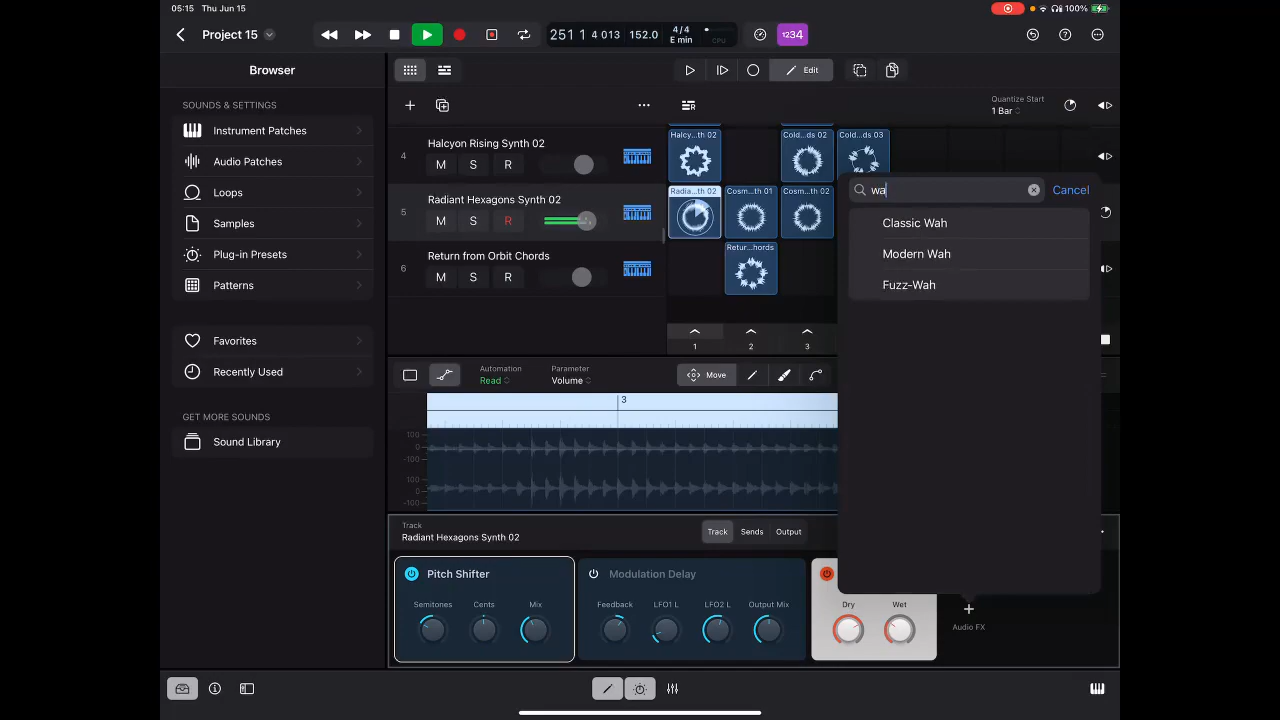 05:15 Thu Jun 15
100%
Project 15
251 1 4 013 152.0 4/4 E min CPU
1234
Browser
Edit
SOUNDS & SETTINGS
Instrument Patches
Audio Patches
Loops
Samples
Plug-in Presets
Patterns
Favorites
Recently Used
GET MORE SOUNDS
Sound Library
Quantize Start
1 Bar
4
Halcyon Rising Synth 02
M S R
5
Radiant Hexagons Synth 02
M S R
6
Return from Orbit Chords
M S R
Halcy...th 02
Cold...ds 02
Cold...ds 03
Radia...th 02
Cosm...th 01
Cosm...th 02
Retur...hords
1 2 3
wa
Cancel
Classic Wah
Modern Wah
Fuzz-Wah
Automation
Read
Parameter
Volume
Move
3
100
0
-100
100
0
-100
Track
Radiant Hexagons Synth 02
Track Sends Output
Pitch Shifter
Semitones Cents Mix
Modulation Delay
Feedback LFO1 L LFO2 L Output Mix
Dry Wet
Audio FX